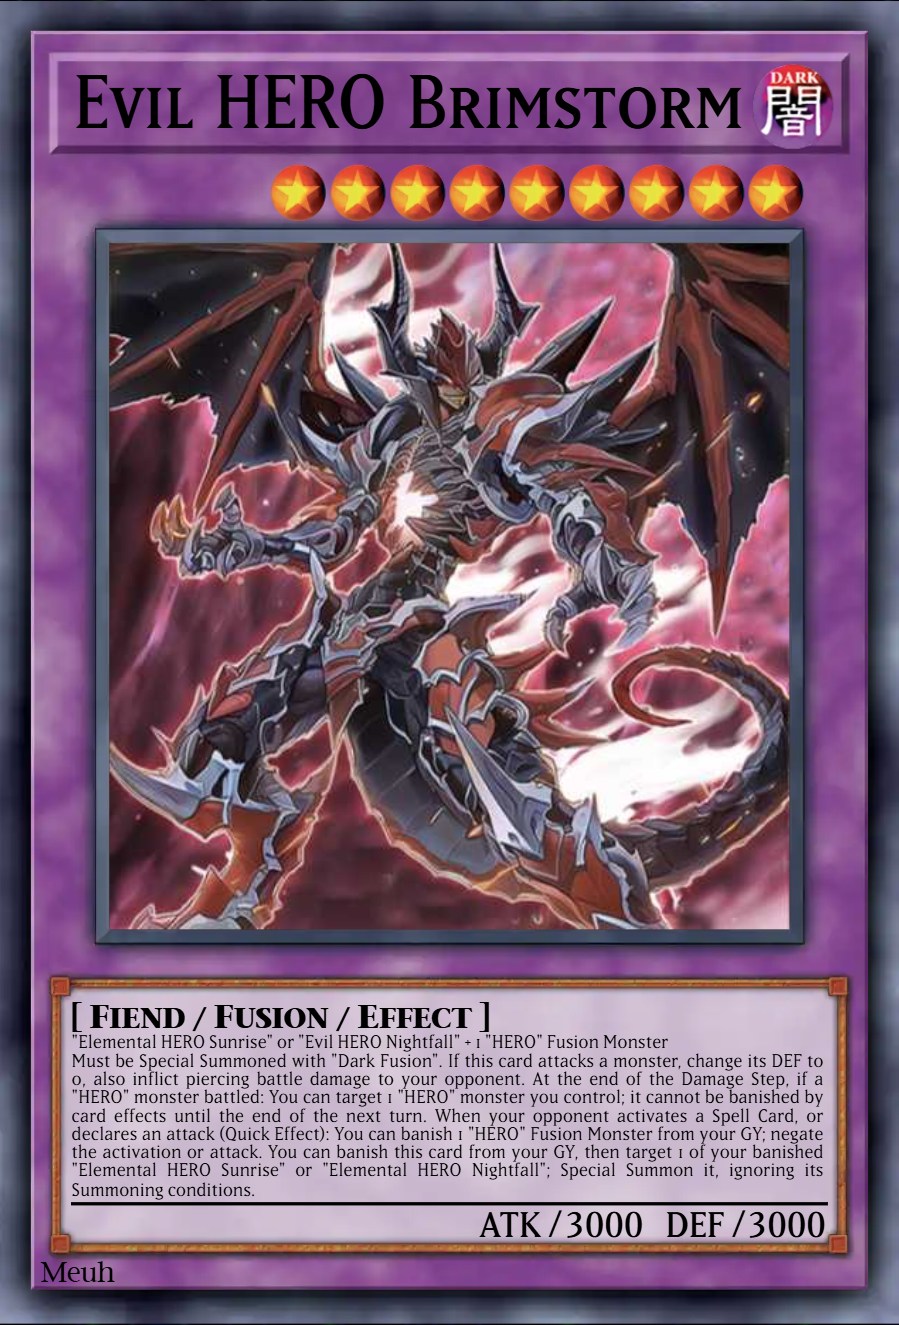 Evil HERO Brimstorm
DARK
闇
[ Fiend / Fusion / Effect ]
"Elemental HERO Sunrise" or "Evil HERO Nightfall" + 1 "HERO" Fusion Monster
Must be Special Summoned with "Dark Fusion". If this card attacks a monster, change its DEF to
0, also inflict piercing battle damage to your opponent. At the end of the Damage Step, if a
"HERO" monster battled: You can target 1 "HERO" monster you control; it cannot be banished by
card effects until the end of the next turn. When your opponent activates a Spell Card, or
declares an attack (Quick Effect): You can banish 1 "HERO" Fusion Monster from your GY; negate
the activation or attack. You can banish this card from your GY, then target 1 of your banished
"Elemental HERO Sunrise" or "Elemental HERO Nightfall"; Special Summon it, ignoring its
Summoning conditions.
ATK/3000 DEF/3000
Meuh